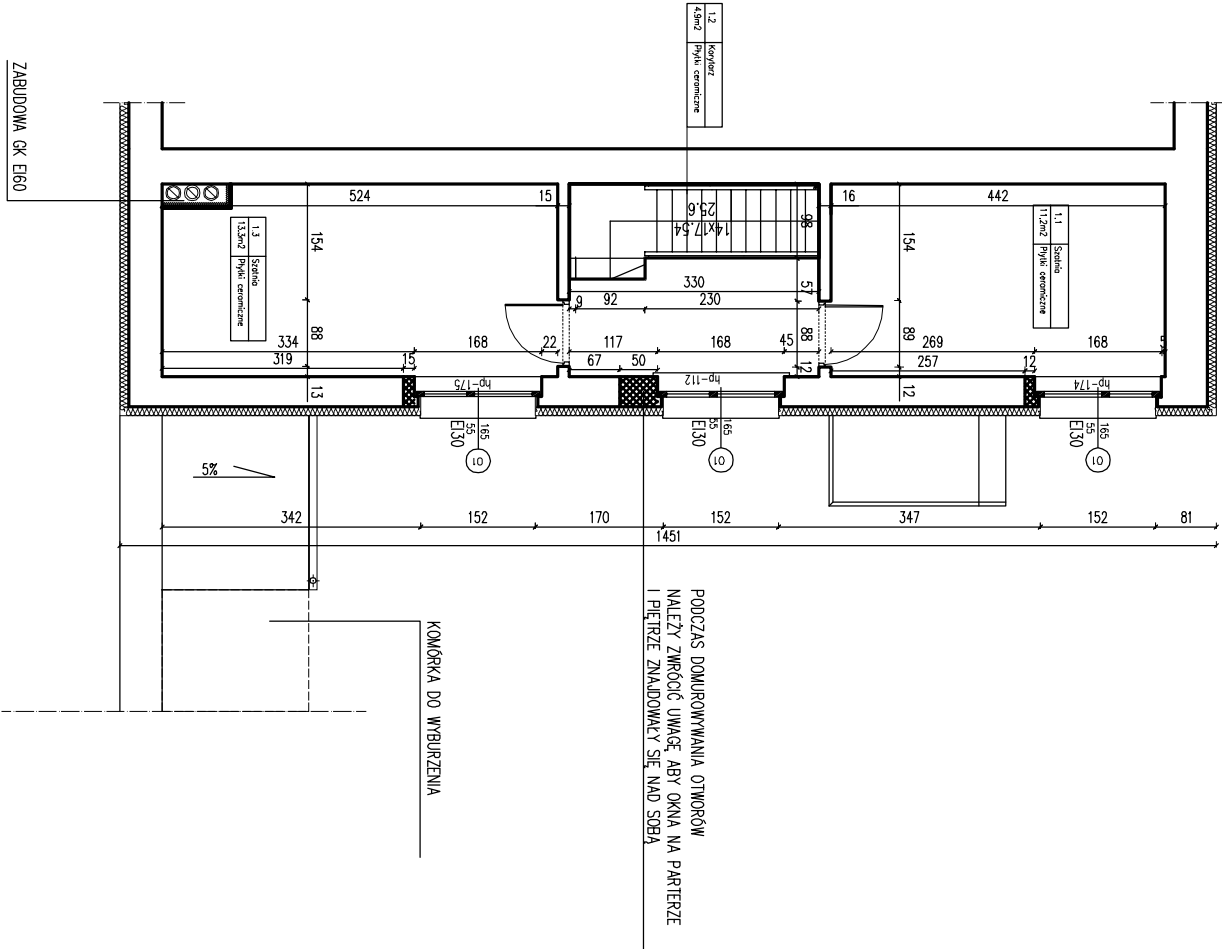 1.2 Korytarz
4.9m2 Płytki ceramiczne
ZABUDOWA GK EI60
524
15
16
442
14x17.54
25.6
98
154
154
1.3 Szatnia
13.3m2 Płytki ceramiczne
1.1 Szatnia
11.2m2 Płytki ceramiczne
330
57
9
92
230
88
88
89
334
168
22
117
168
45
269
168
5
319
15
67
50
257
12
13
12
12
hp-175
hp-112
hp-174
165
55
EI30
O1
165
55
EI30
O1
165
55
EI30
O1
5%
342
152
170
152
347
152
81
1451
PODCZAS DOMUROWYWANIA OTWORÓW
NALEŻY ZWRÓCIĆ UWAGĘ, ABY OKNA NA PARTERZE
I PIĘTRZE ZNAJDOWAŁY SIĘ NAD SOBĄ
KOMÓRKA DO WYBURZENIA